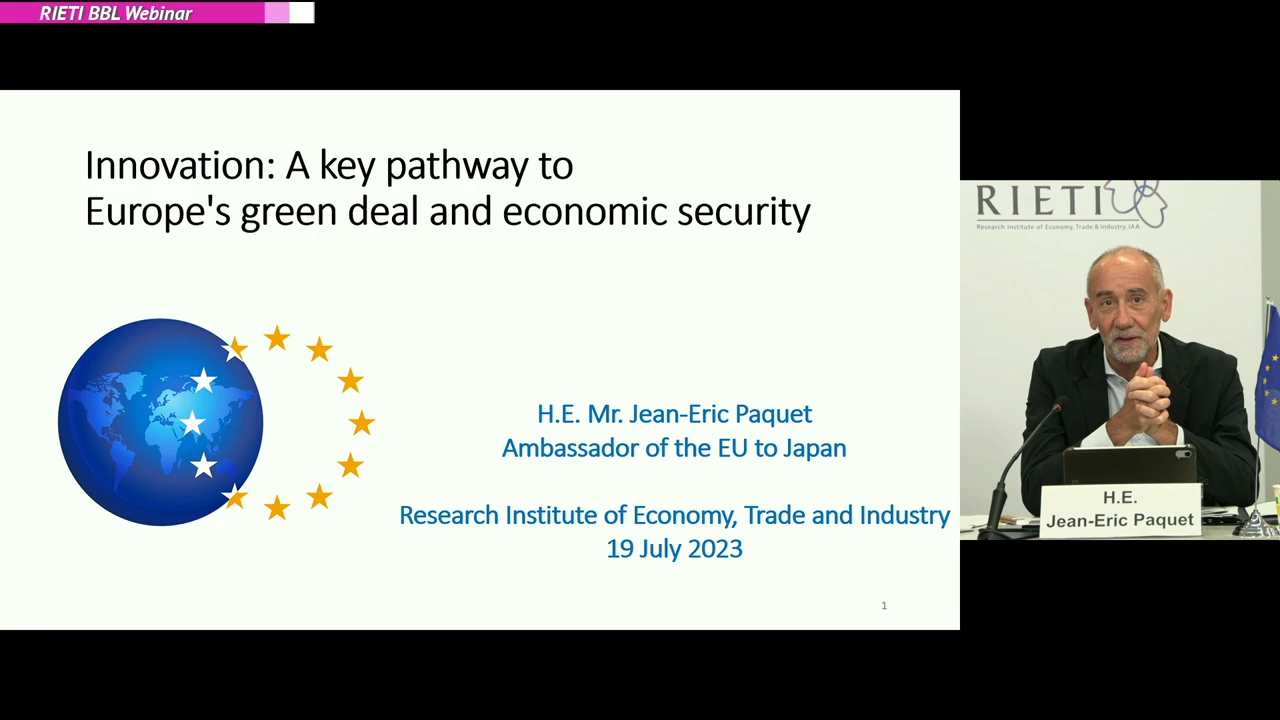 RIETI BBL Webinar
Innovation: A key pathway to
Europe's green deal and economic security
H.E. Mr. Jean-Eric Paquet
Ambassador of the EU to Japan
Research Institute of Economy, Trade and Industry
19 July 2023
1
RIETI
Research Institute of Economy, Trade & Industry, IAA
H.E.
Jean-Eric Paquet